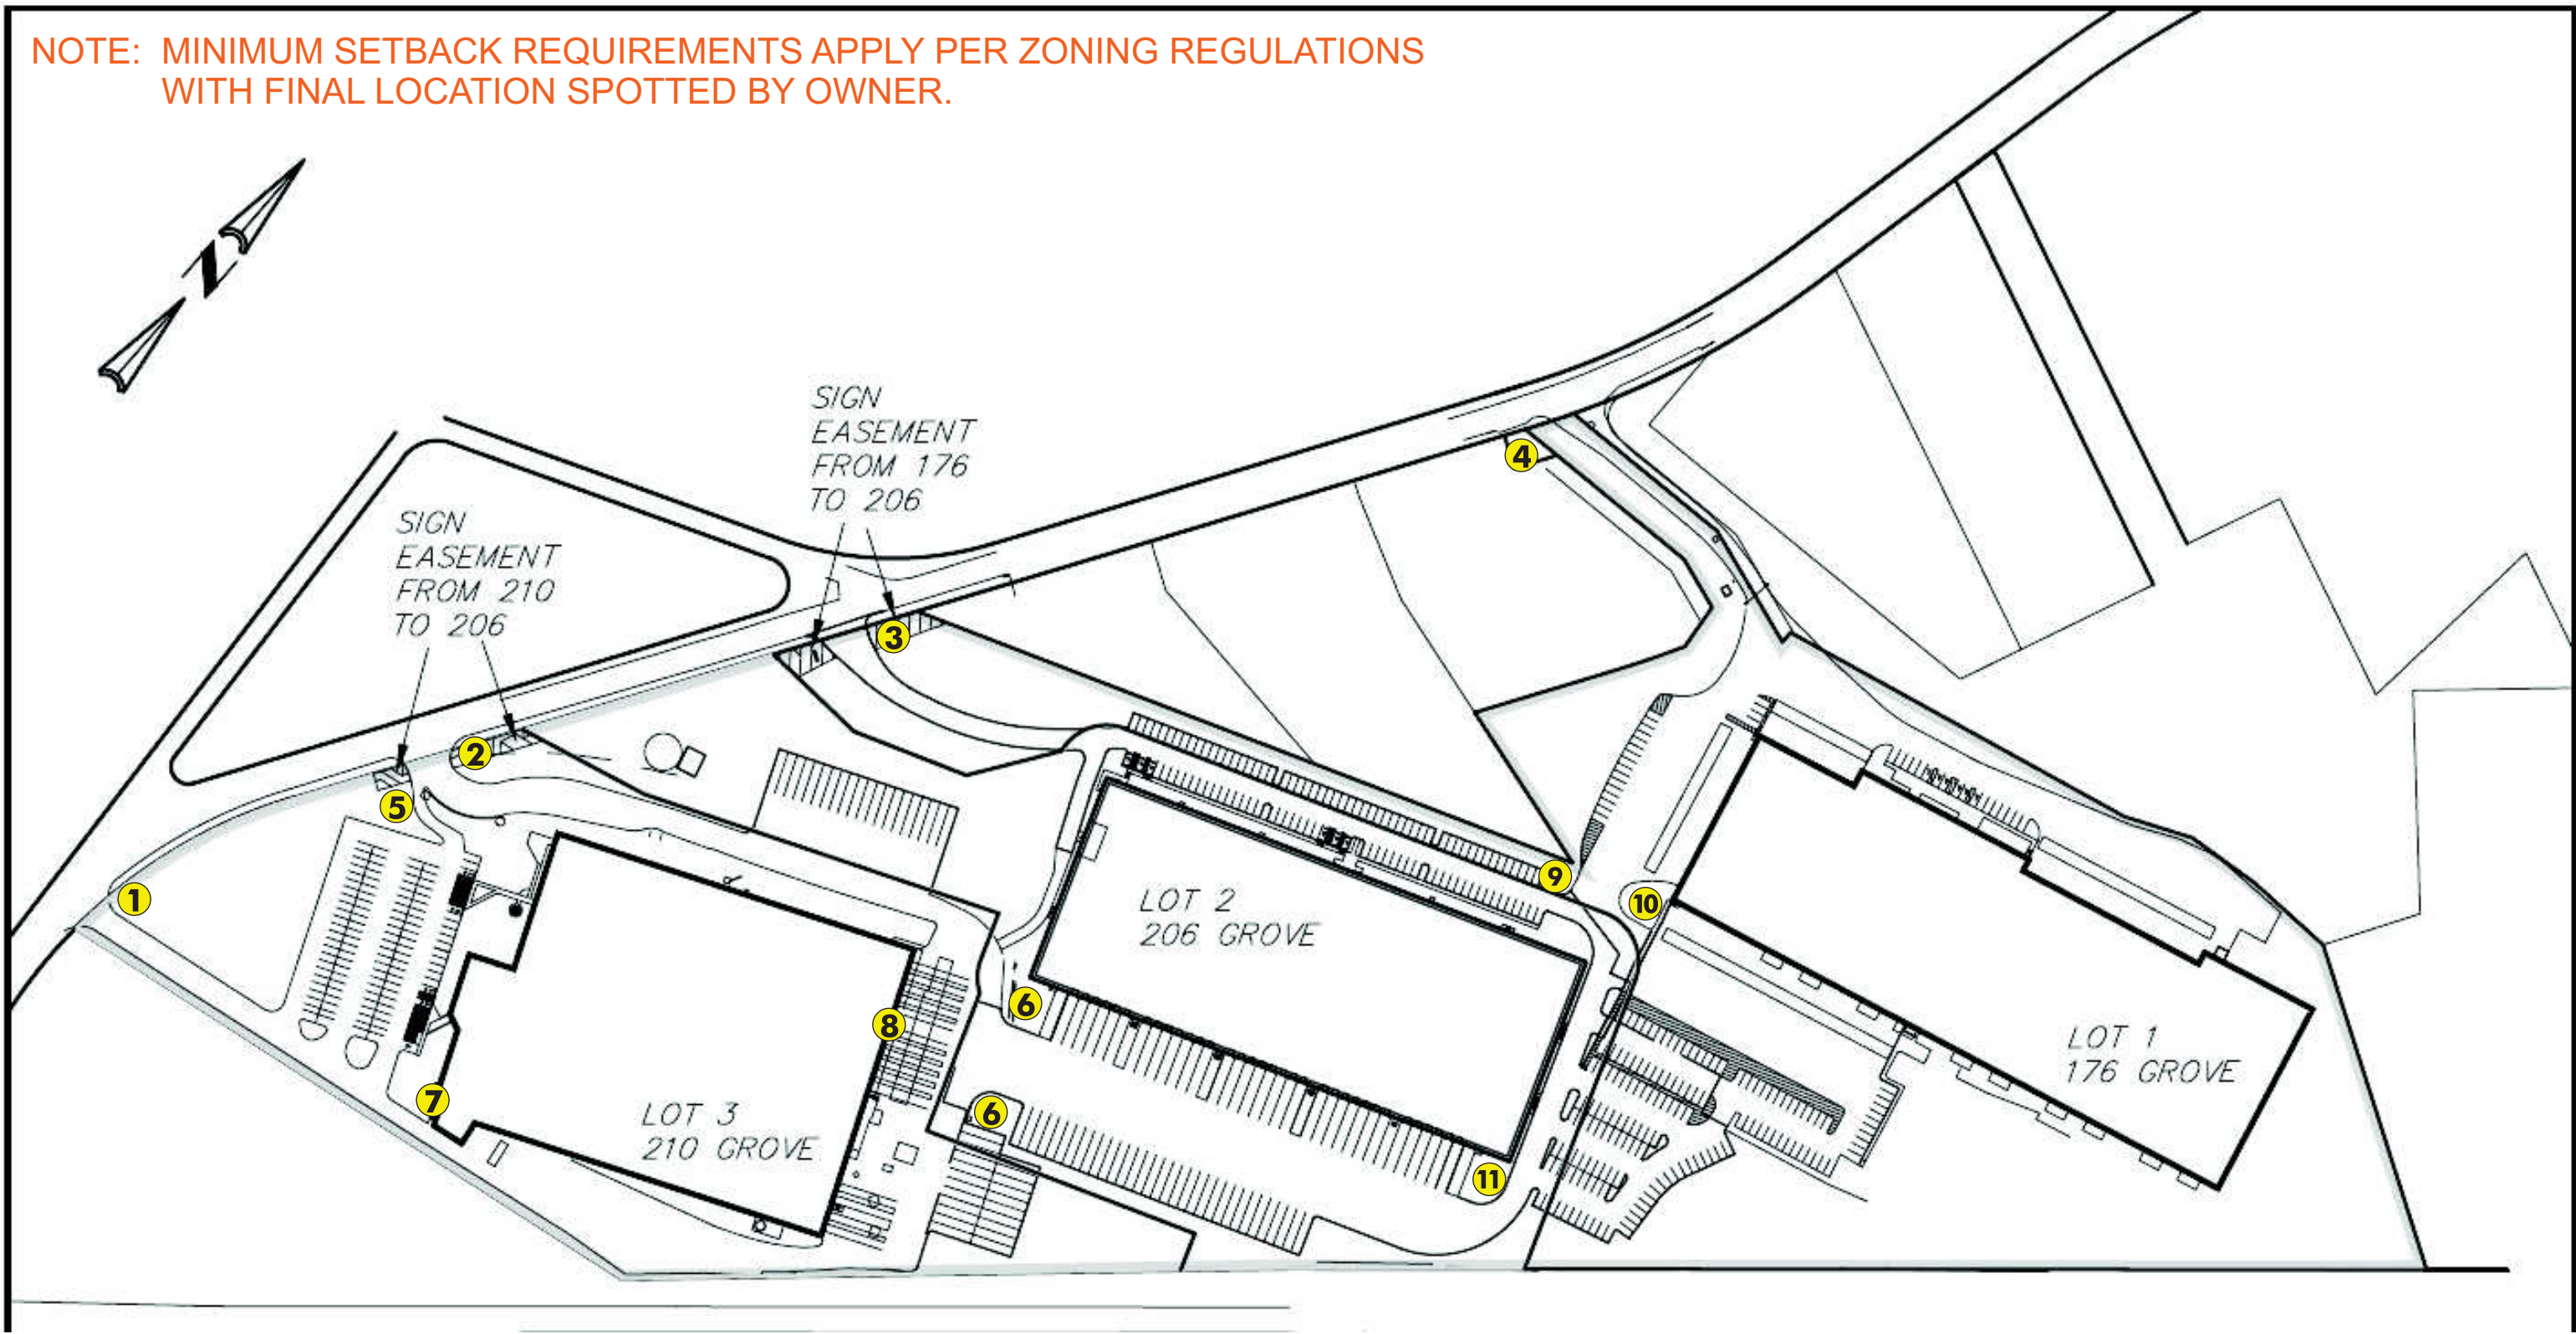 NOTE: MINIMUM SETBACK REQUIREMENTS APPLY PER ZONING REGULATIONS
WITH FINAL LOCATION SPOTTED BY OWNER.
N
SIGN
EASEMENT
FROM 176
TO 206
4
SIGN
EASEMENT
FROM 210
TO 206
3
2
5
1
9
10
LOT 2
206 GROVE
6
8
LOT 1
176 GROVE
7
6
LOT 3
210 GROVE
11